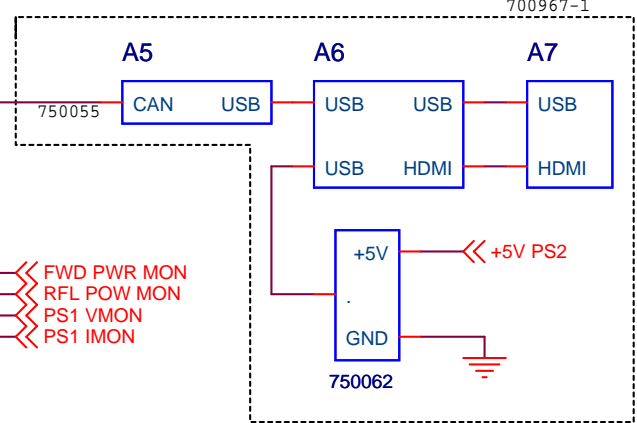 700967-1
A5 A6 A7
CAN USB USB USB USB
750055
USB HDMI HDMI
+5V +5V PS2
FWD PWR MON
RFL POW MON
.
PS1 VMON
PS1 IMON GND
750062